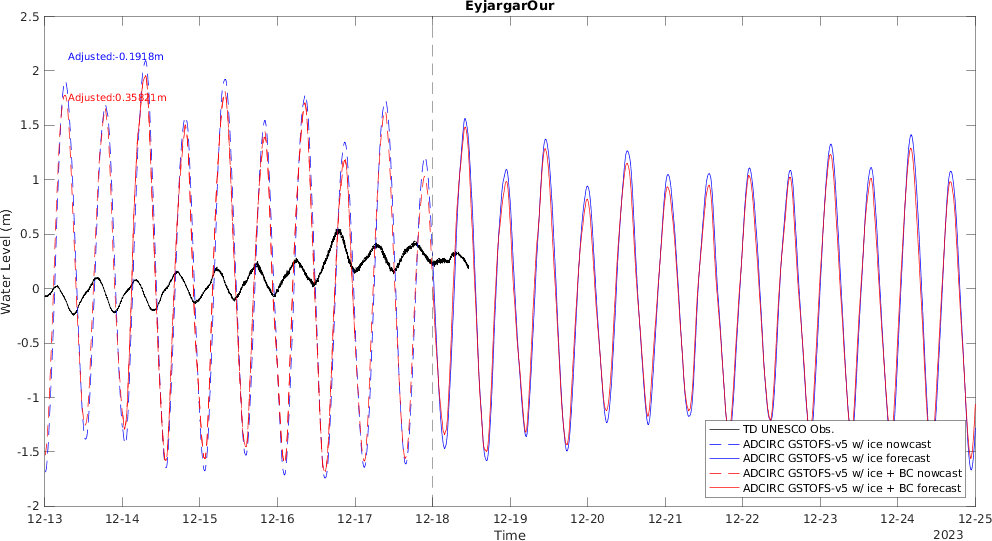 EyjargarOur
Water Level (m)
2.5
2
1.5
1
0.5
0
-0.5
-1
-1.5
-2
Adjusted:-0.1918m
Adjusted:0.35821m
TD UNESCO Obs.
ADCIRC GSTOFS-v5 w/ ice nowcast
ADCIRC GSTOFS-v5 w/ ice forecast
ADCIRC GSTOFS-v5 w/ ice + BC nowcast
ADCIRC GSTOFS-v5 w/ ice + BC forecast
12-13 12-14 12-15 12-16 12-17 12-18 12-19 12-20 12-21 12-22 12-23 12-24 12-25
Time
2023